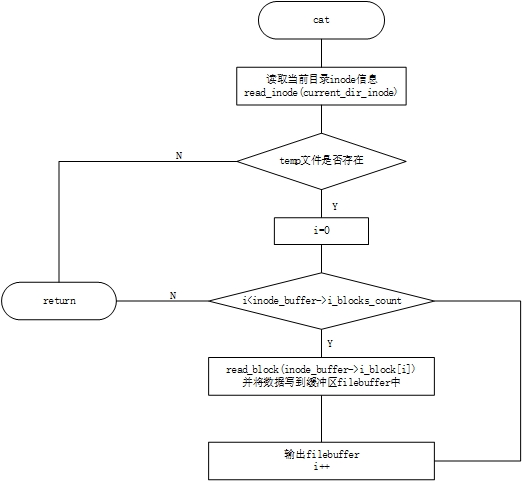 cat
读取当前目录inode信息
read_inode(current_dir_inode)
temp文件是否存在
N
Y
i=0
return
N
i<inode_buffer->i_blocks_count
Y
read_block(inode_buffer->i_block[i])
并将数据写到缓冲区filebuffer中
输出filebuffer
i++